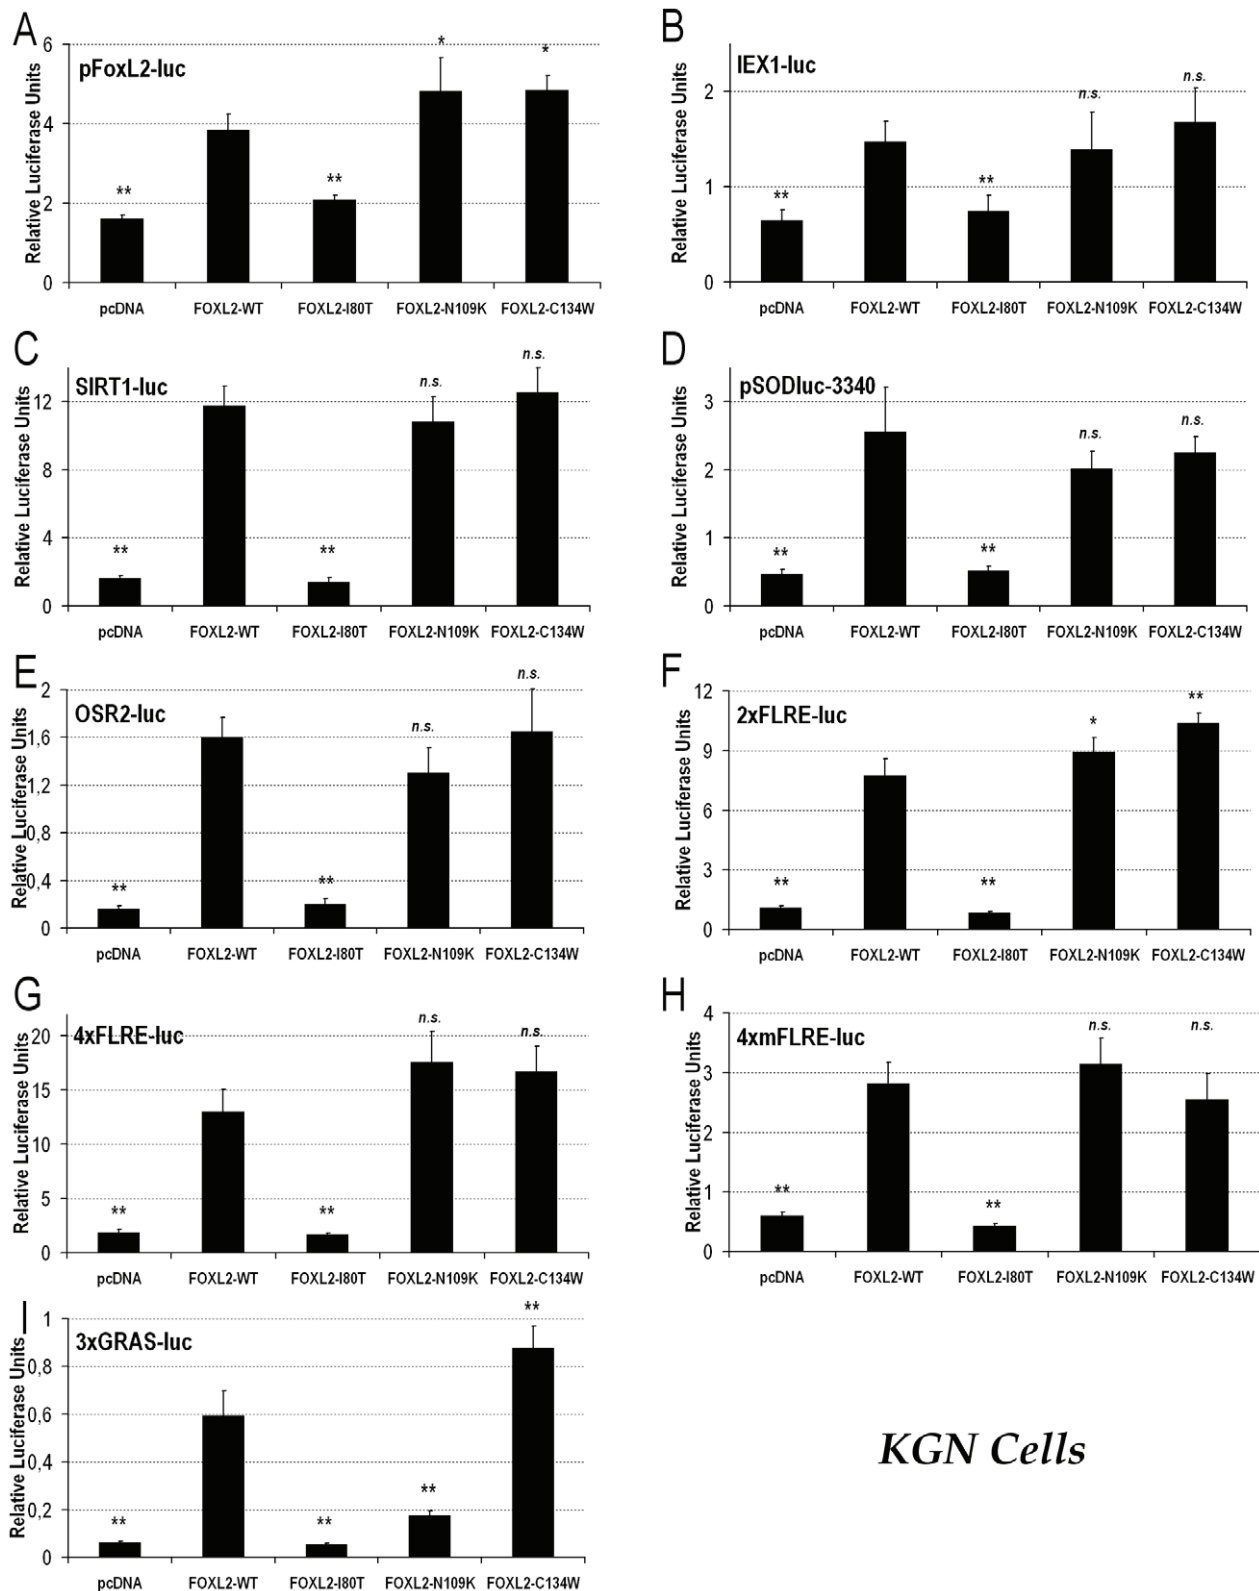 A
pFoxL2-luc
Relative Luciferase Units
6
4
2
0
**
**
*
*
pcDNA FOXL2-WT FOXL2-I80T FOXL2-N109K FOXL2-C134W
B
IEX1-luc
Relative Luciferase Units
2
1
0
**
**
n.s.
n.s.
pcDNA FOXL2-WT FOXL2-I80T FOXL2-N109K FOXL2-C134W
C
SIRT1-luc
Relative Luciferase Units
12
8
4
0
**
**
n.s.
n.s.
pcDNA FOXL2-WT FOXL2-I80T FOXL2-N109K FOXL2-C134W
D
pSODluc-3340
Relative Luciferase Units
3
2
1
0
**
**
n.s.
n.s.
pcDNA FOXL2-WT FOXL2-I80T FOXL2-N109K FOXL2-C134W
E
OSR2-luc
Relative Luciferase Units
2
1,6
1,2
0,8
0,4
0
**
**
n.s.
n.s.
pcDNA FOXL2-WT FOXL2-I80T FOXL2-N109K FOXL2-C134W
F
2xFLRE-luc
Relative Luciferase Units
12
9
6
3
0
**
**
*
**
pcDNA FOXL2-WT FOXL2-I80T FOXL2-N109K FOXL2-C134W
G
4xFLRE-luc
Relative Luciferase Units
20
15
10
5
0
**
**
n.s.
n.s.
pcDNA FOXL2-WT FOXL2-I80T FOXL2-N109K FOXL2-C134W
H
4xmFLRE-luc
Relative Luciferase Units
4
3
2
1
0
**
**
n.s.
n.s.
pcDNA FOXL2-WT FOXL2-I80T FOXL2-N109K FOXL2-C134W
I
3xGRAS-luc
Relative Luciferase Units
1
0,8
0,6
0,4
0,2
0
**
**
**
**
pcDNA FOXL2-WT FOXL2-I80T FOXL2-N109K FOXL2-C134W
KGN Cells